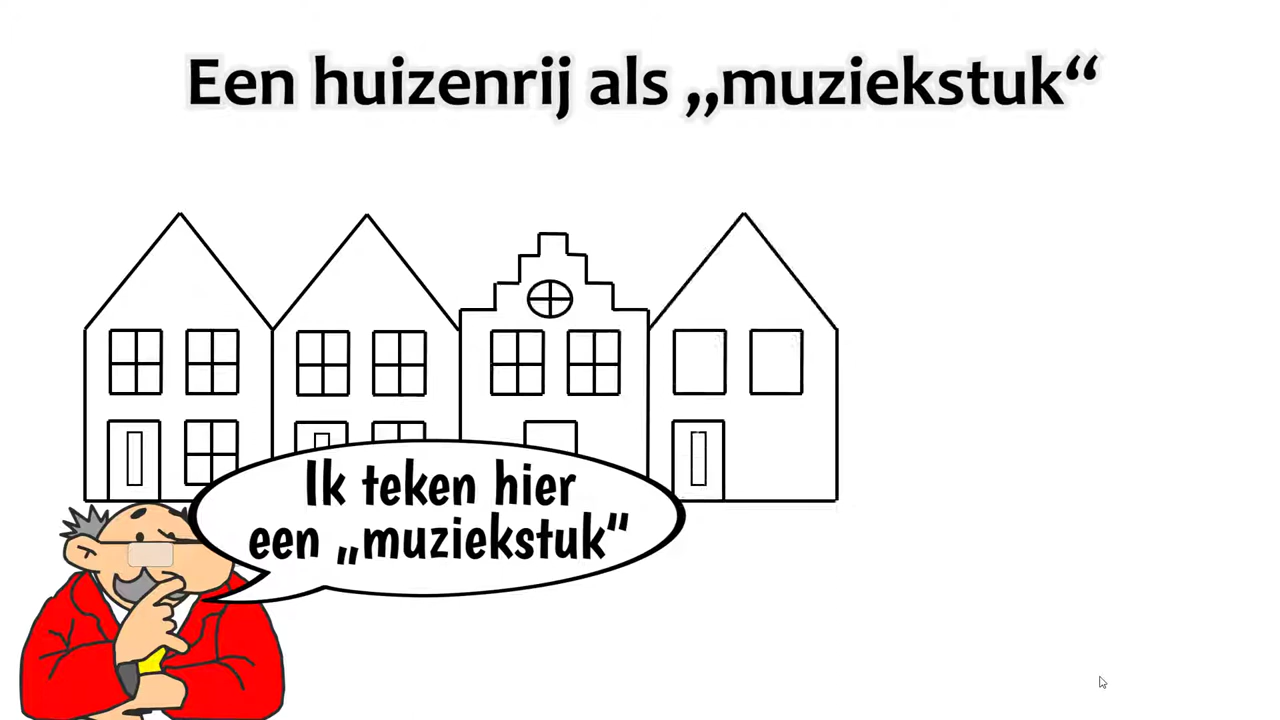 Een huizenrij als „muziekstuk“
Ik teken hier
een „muziekstuk“